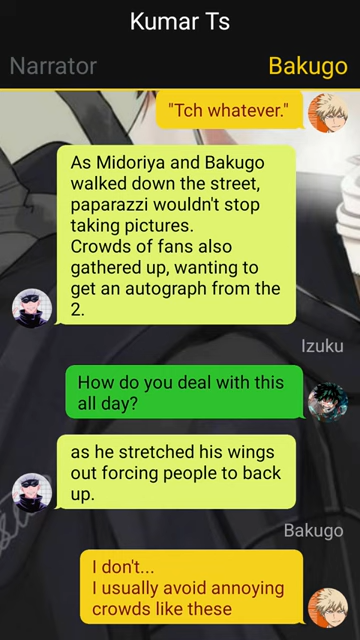 Kumar Ts
Narrator
Bakugo
"Tch whatever."
As Midoriya and Bakugo
walked down the street,
paparazzi wouldn't stop
taking pictures.
Crowds of fans also
gathered up, wanting to
get an autograph from the
2.
Izuku
How do you deal with this
all day?
as he stretched his wings
out forcing people to back
up.
Bakugo
I don't...
I usually avoid annoying
crowds like these